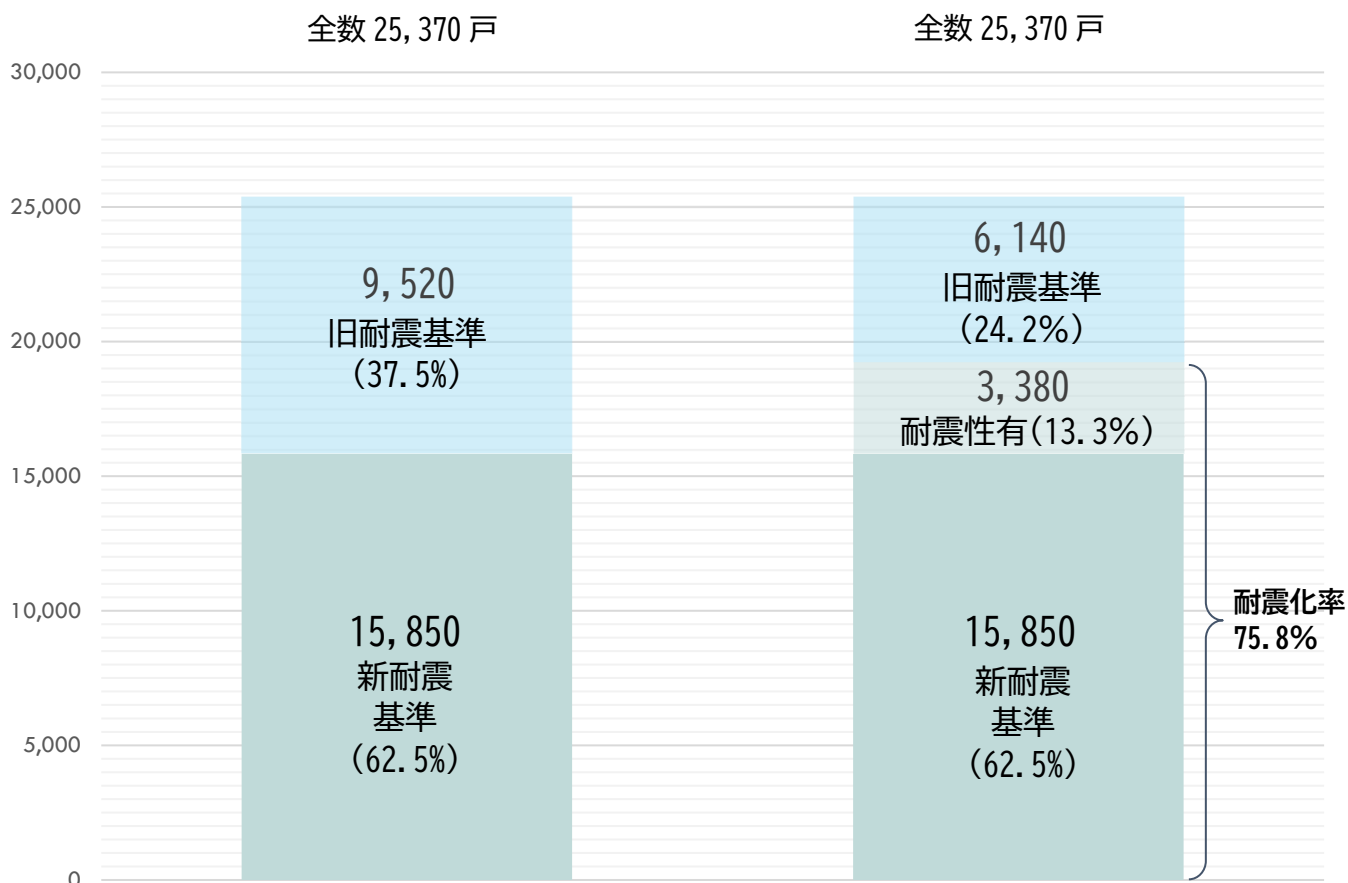 全数 25,370 戸
全数 25,370 戸
30,000
25,000
20,000
15,000
10,000
5,000
0
9,520
旧耐震基準
(37.5%)
15,850
新耐震
基準
(62.5%)
6,140
旧耐震基準
(24.2%)
3,380
耐震性有(13.3%)
15,850
新耐震
基準
(62.5%)
耐震化率
75.8%